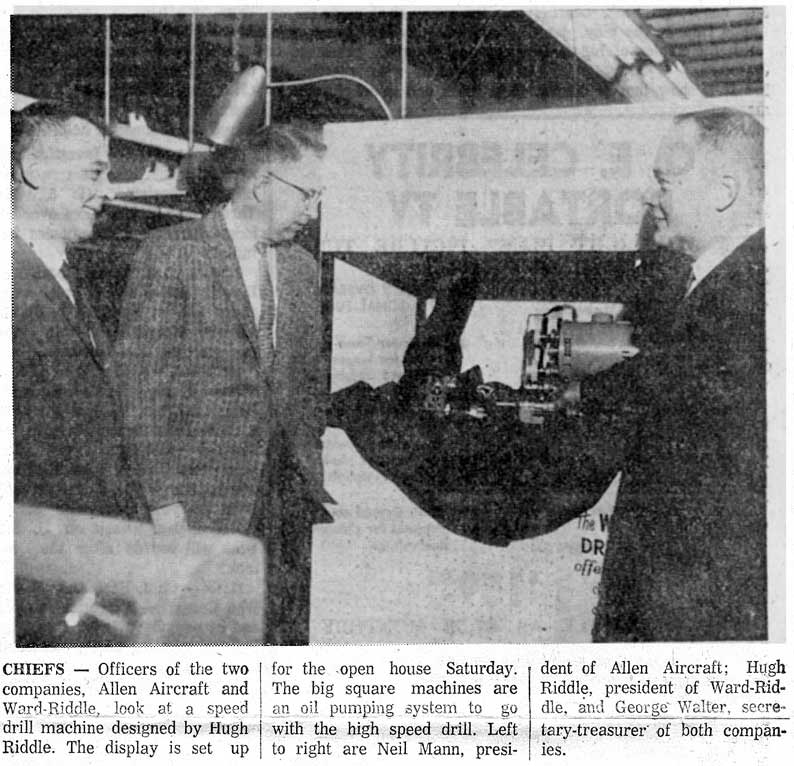 E. CELEBRITY
ORTABLE TV
The W
DR
offe
CHIEFS — Officers of the two
companies, Allen Aircraft and
Ward-Riddle, look at a speed
drill machine designed by Hugh
Riddle. The display is set up
for the open house Saturday.
The big square machines are
an oil pumping system to go
with the high speed drill. Left
to right are Neil Mann, presi-
dent of Allen Aircraft; Hugh
Riddle, president of Ward-Rid-
dle, and George Walter, secre-
tary-treasurer of both compan-
ies.